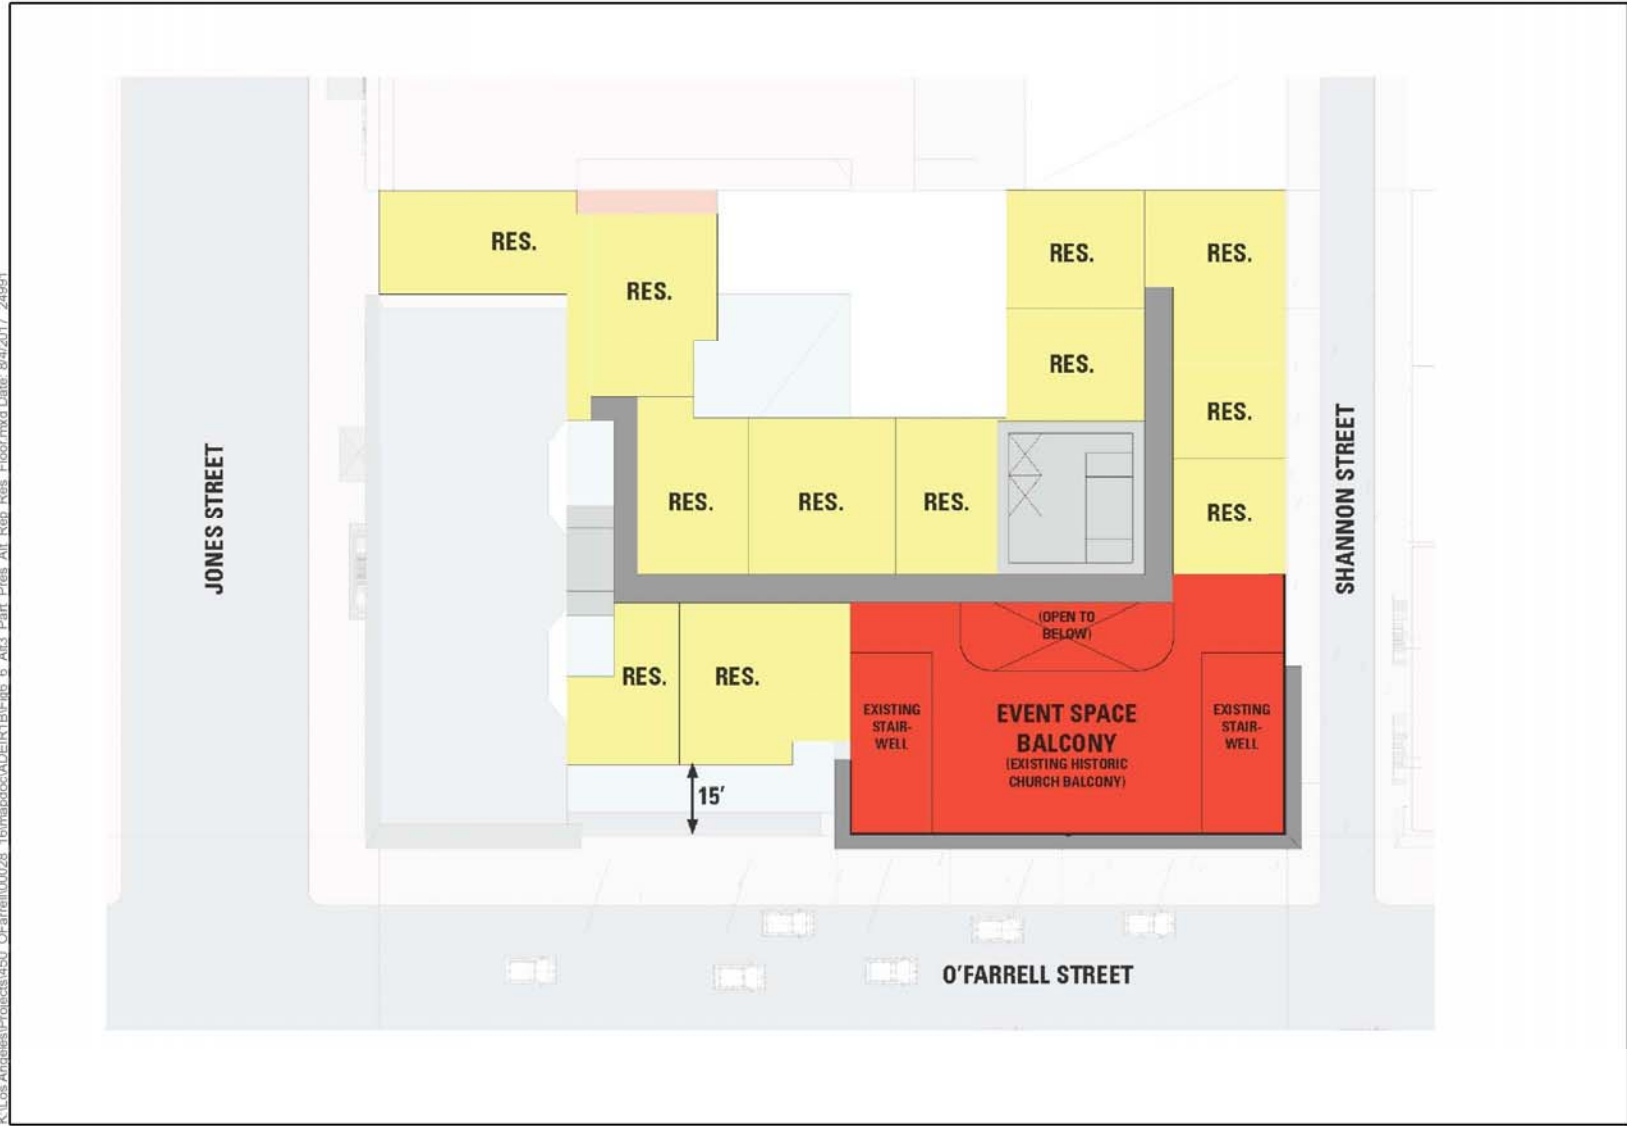 RES.
RES.
RES.
RES.
RES.
RES.
RES.
RES.
RES.
RES.
RES.
RES.
JONES STREET
SHANNON STREET
(OPEN TO
BELOW)
EXISTING
STAIR-
WELL
EVENT SPACE
BALCONY
(EXISTING HISTORIC
CHURCH BALCONY)
EXISTING
STAIR-
WELL
15'
O'FARRELL STREET